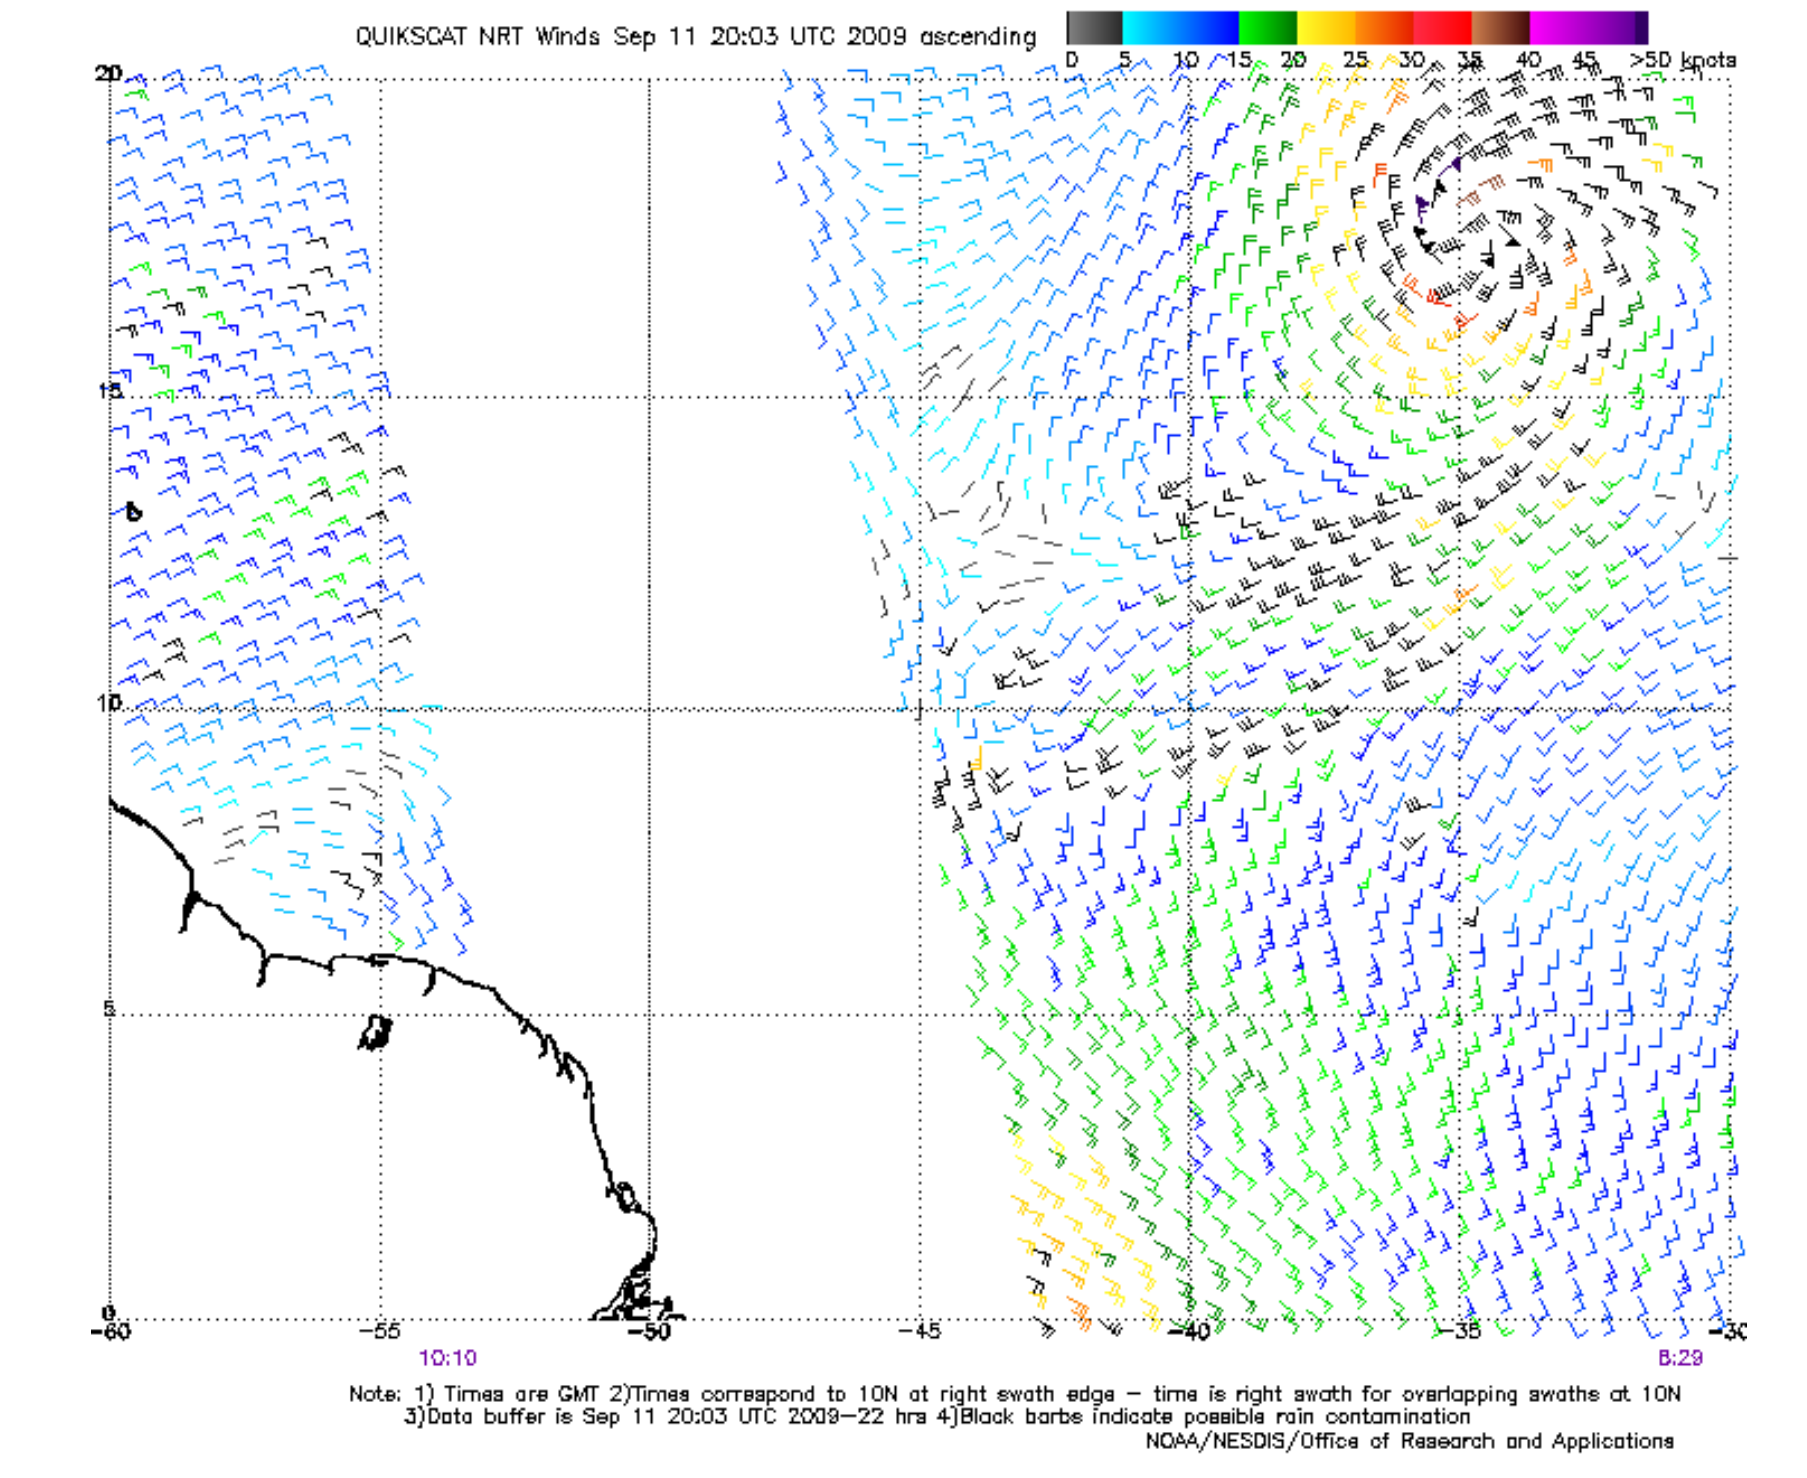 QUIKSCAT NRT Winds Sep 11 20:03 UTC 2009 ascending
0 5 10 15 20 25 30 35 40 45 >50 knots
20
15
10
5
0
-60 -55 -50 -45 -40 -35 -30
10:10 8:29
Note: 1) Times are GMT 2)Times correspond to 10N at right swath edge - time is right swath for overlapping swaths at 10N
3)Data buffer is Sep 11 20:03 UTC 2009-22 hrs 4)Black barbs indicate possible rain contamination
NOAA/NESDIS/Office of Research and Applications